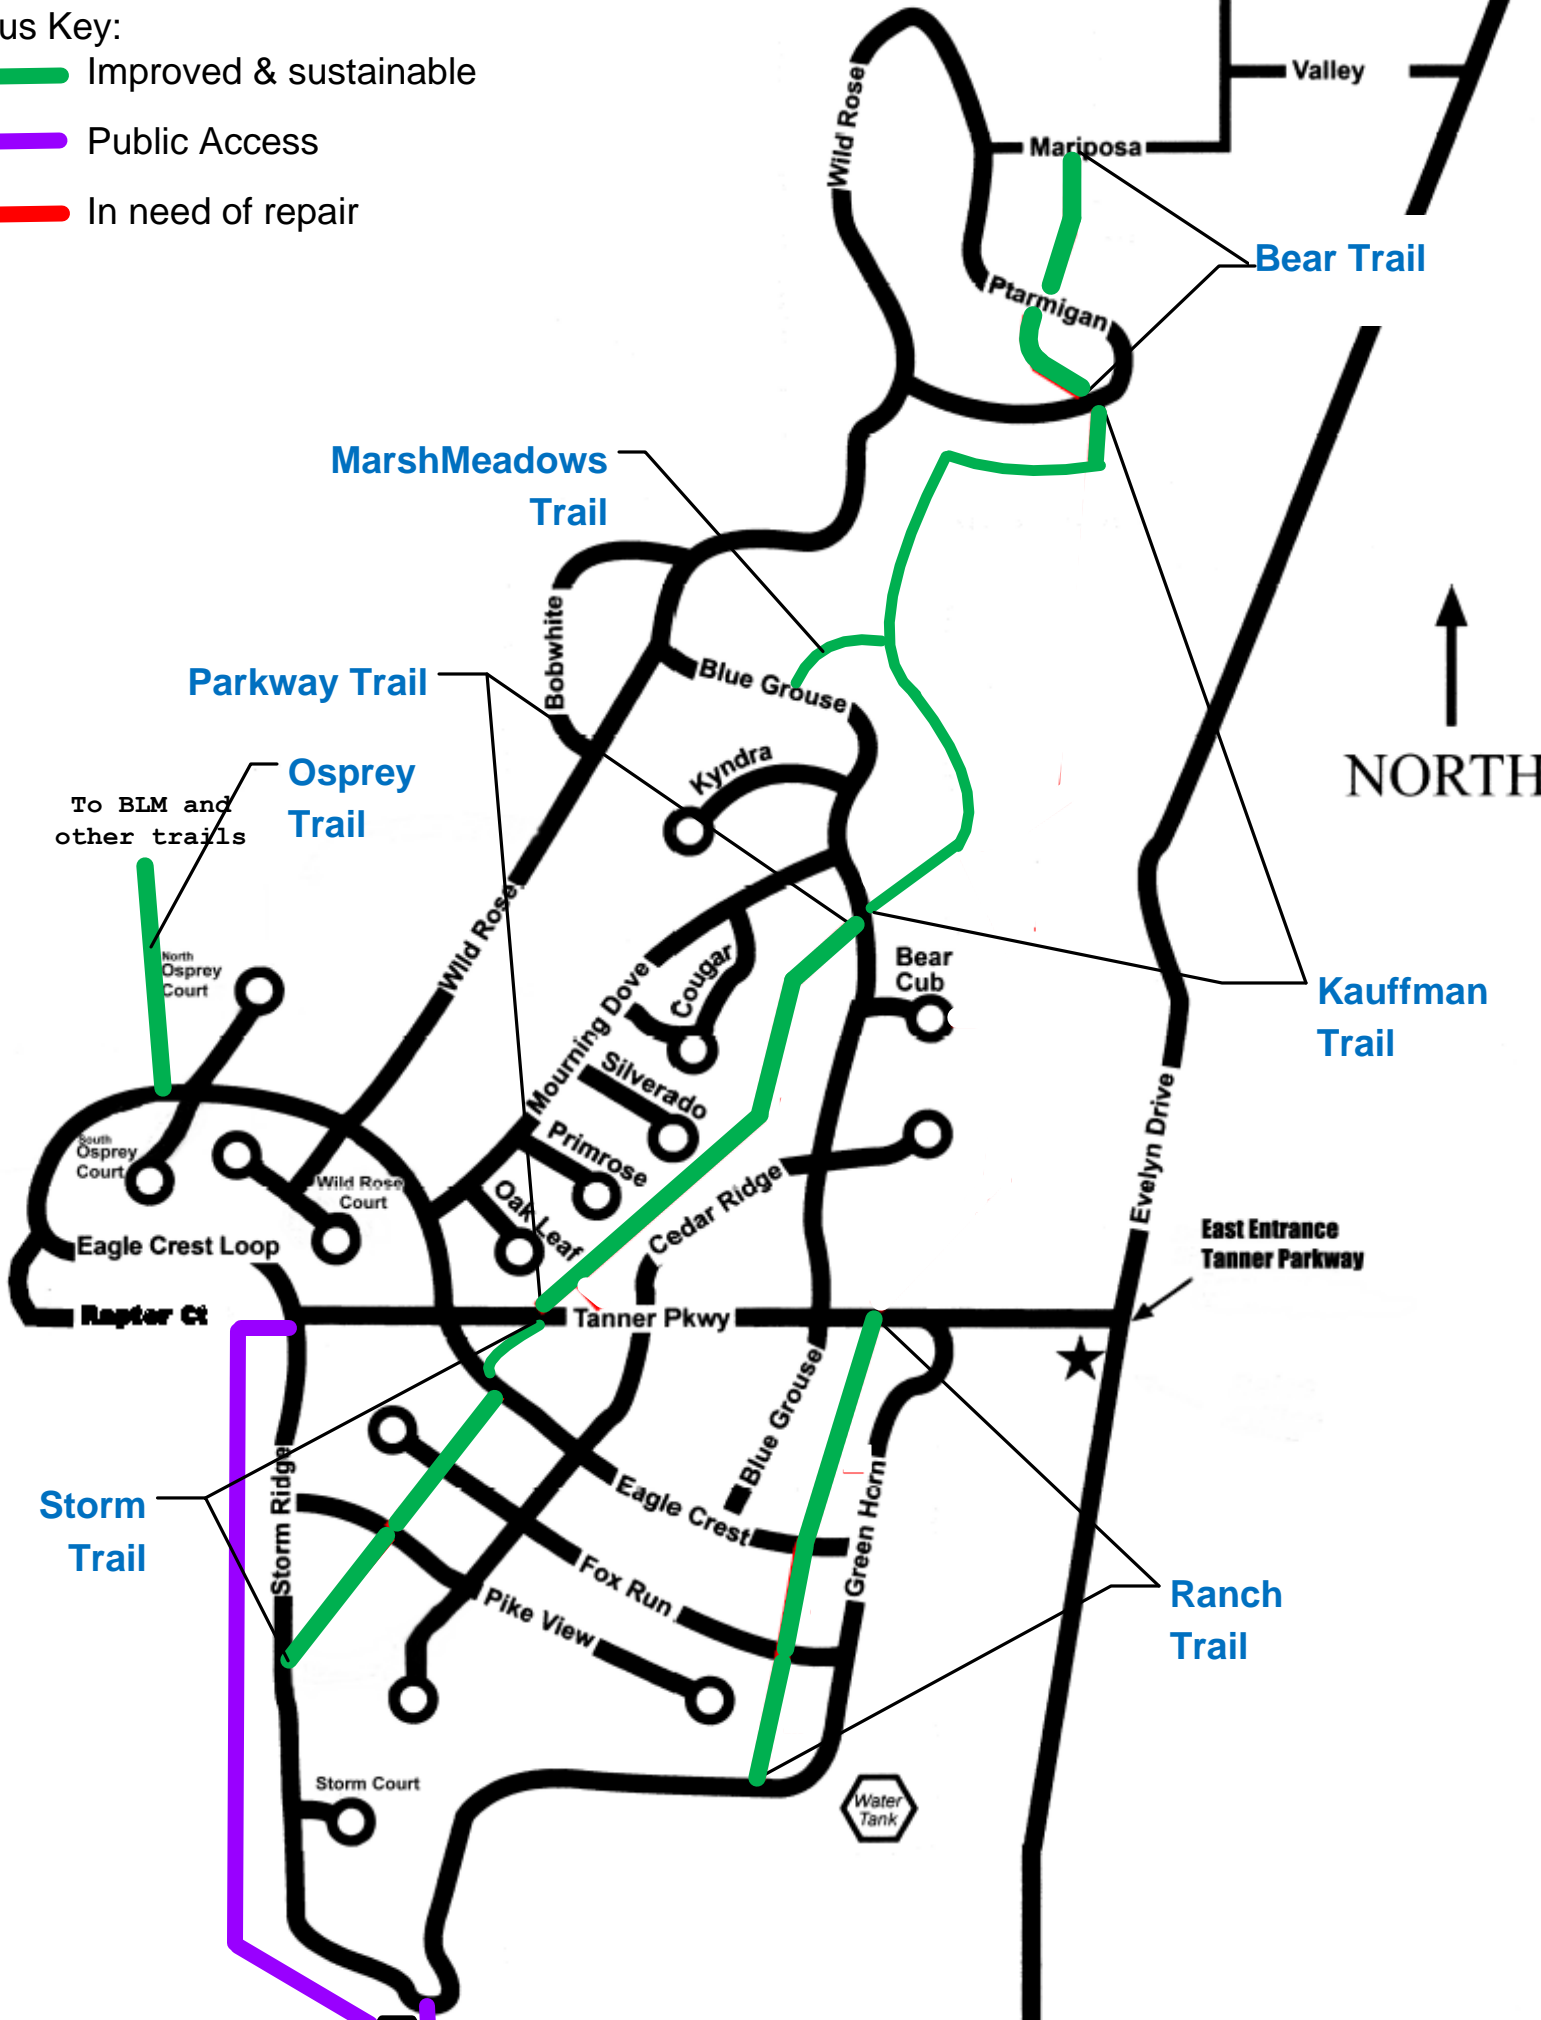 us Key:
Improved & sustainable
Public Access
In need of repair
Valley
Wild Rose
Mariposa
Bear Trail
Ptarmigan
MarshMeadows
Trail
Bobwhite
Blue Grouse
Parkway Trail
Kyndra
Osprey
Trail
To BLM and
other trails
NORTH
Wild Rose
Cougar
Mourning Dove
Bear
Cub
North
Osprey
Court
Kauffman
Trail
Silverado
Primrose
Oak Leaf
Cedar Ridge
Evelyn Drive
South
Osprey
Court
Wild Rose
Court
Eagle Crest Loop
East Entrance
Tanner Parkway
Raptor Ct
Tanner Pkwy
Blue Grouse
Storm Ridge
Storm
Trail
Eagle Crest
Green Horn
Fox Run
Pike View
Ranch
Trail
Storm Court
Water
Tank